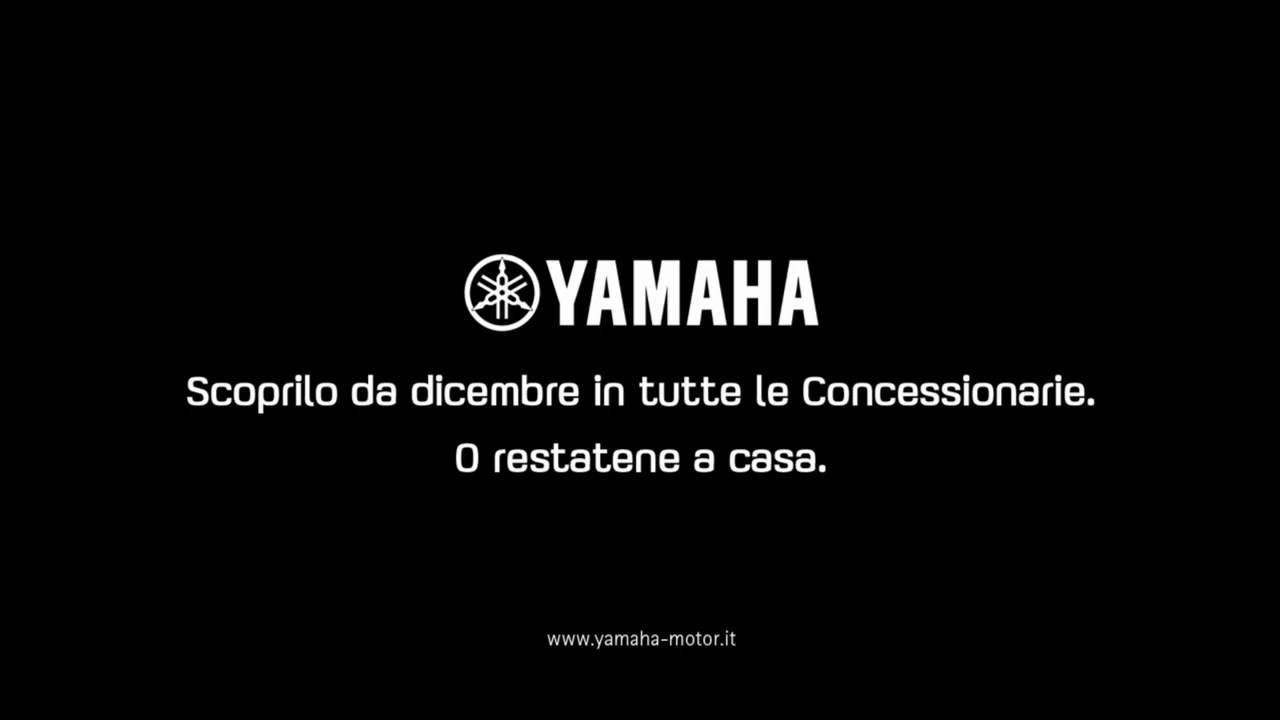 YAMAHA
Scoprilo da dicembre in tutte le Concessionarie.
O restatene a casa.
www.yamaha-motor.it